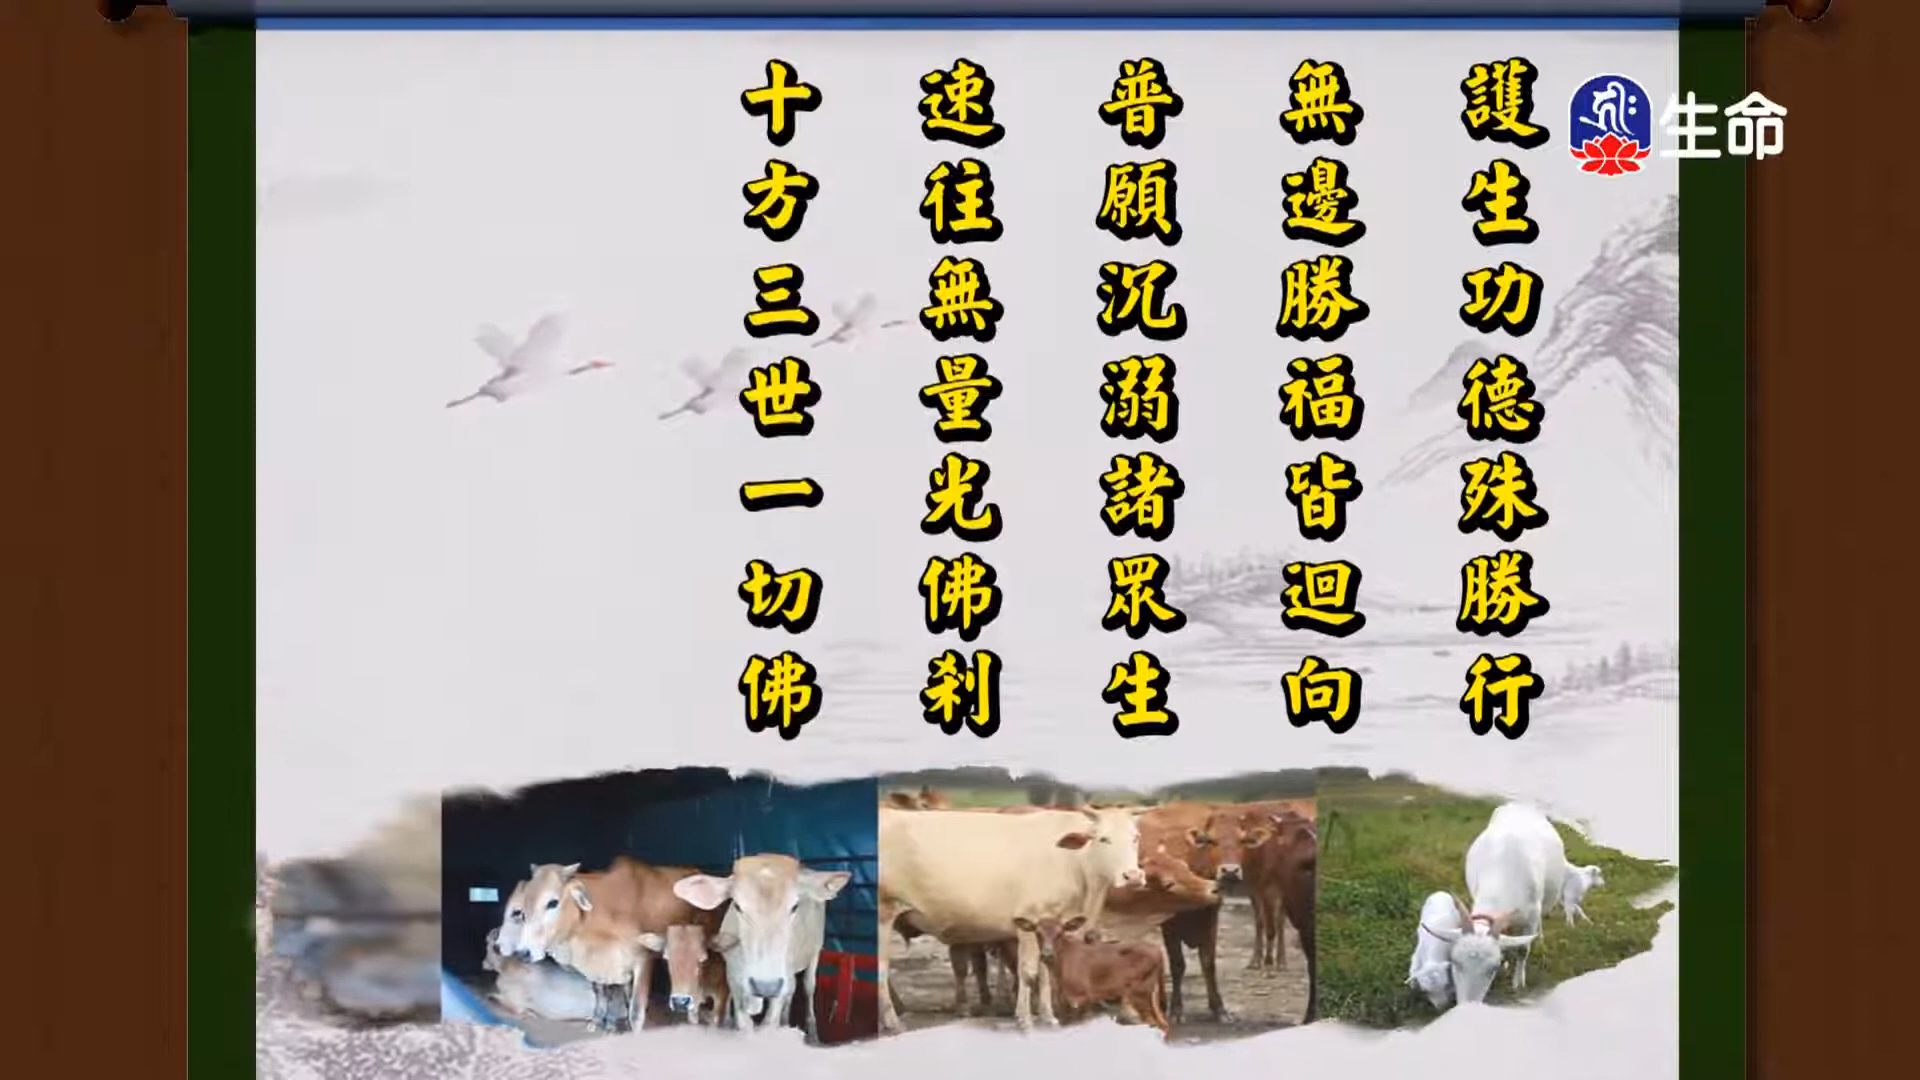 護生功德殊勝行
無邊勝福皆迴向
普願沉溺諸眾生
速往無量光佛剎
十方三世一切佛
生命